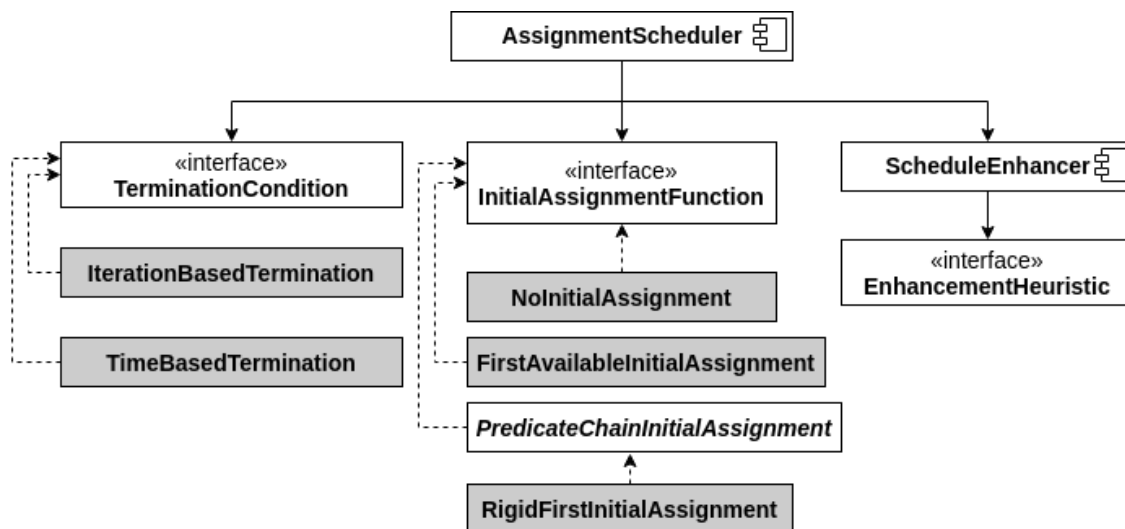 AssignmentScheduler
«interface»
TerminationCondition
«interface»
InitialAssignmentFunction
ScheduleEnhancer
«interface»
EnhancementHeuristic
IterationBasedTermination
TimeBasedTermination
NoInitialAssignment
FirstAvailableInitialAssignment
PredicateChainInitialAssignment
RigidFirstInitialAssignment